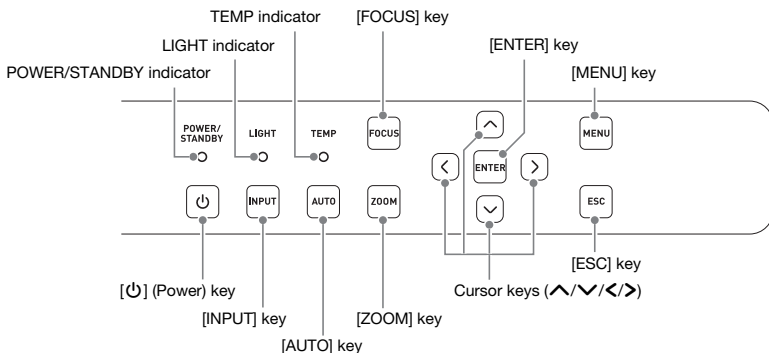 TEMP indicator
[FOCUS] key
LIGHT indicator
[ENTER] key
POWER/STANDBY indicator
[MENU] key
POWER/
STANDBY
LIGHT
TEMP
FOCUS
MENU
ENTER
INPUT
AUTO
ZOOM
ESC
[⏻] (Power) key
[INPUT] key
[AUTO] key
[ZOOM] key
Cursor keys (∧/∨/</>)
[ESC] key